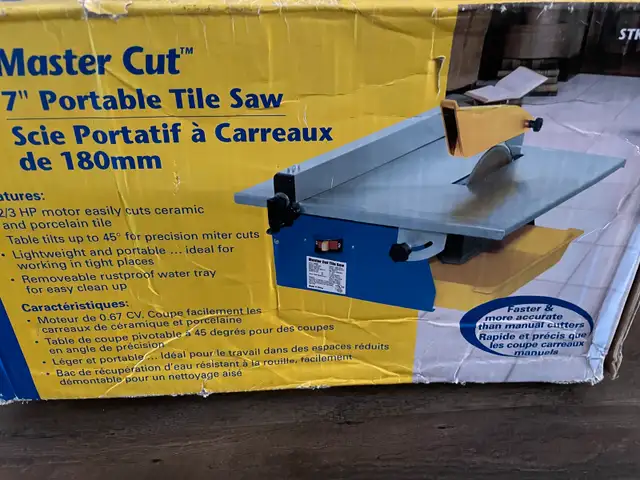 Master Cut™
7" Portable Tile Saw
Scie Portatif à Carreaux
de 180mm
atures:
2/3 HP motor easily cuts ceramic
and porcelain tile
Table tilts up to 45° for precision miter cuts
• Lightweight and portable ... ideal for
working in tight places
• Removeable rustproof water tray
for easy clean up
Caractéristiques:
• Moteur de 0.67 CV. Coupe facilement les
carreaux de céramique et porcelaine
• Table de coupe pivotable à 45 degrés pour des coupes
en angle de précision
• Léger et portable... Idéal pour le travail dans des espaces réduits
• Bac de récupération d'eau résistant à la rouille, facilement
démontable pour un nettoyage aisé
STK
Master Cut Tile Saw
Faster &
more accurate
than manual cutters
Rapide et précis que
les coupe carreaux
manuels